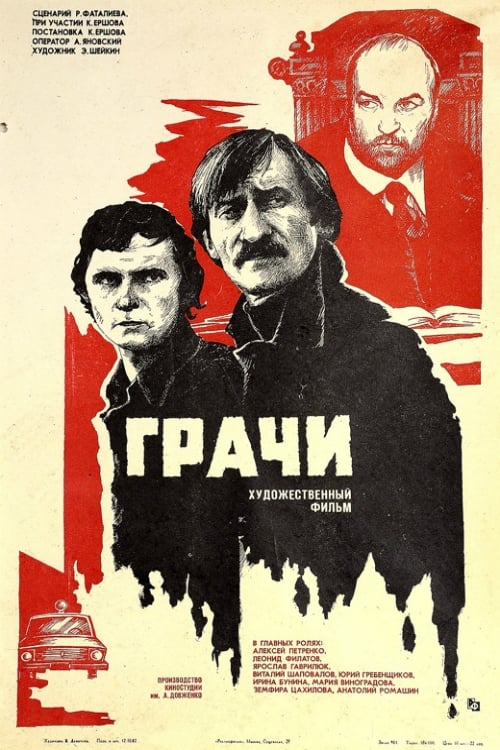 СЦЕНАРИЙ Р. ФАТАЛИЕВА,
ПРИ УЧАСТИИ К. ЕРШОВА
ПОСТАНОВКА К. ЕРШОВА
ОПЕРАТОР А. ЯНОВСКИЙ
ХУДОЖНИК Э. ШЕЙКИН
ГРАЧИ
ХУДОЖЕСТВЕННЫЙ
ФИЛЬМ
В ГЛАВНЫХ РОЛЯХ:
АЛЕКСЕЙ ПЕТРЕНКО,
ЛЕОНИД ФИЛАТОВ,
ЯРОСЛАВ ГАВРИЛЮК,
ВИТАЛИЙ ШАПОВАЛОВ, ЮРИЙ ГРЕБЕНЩИКОВ,
ИРИНА БУНИНА, МАРИЯ ВИНОГРАДОВА,
ЗЕМФИРА ЦАХИЛОВА, АНАТОЛИЙ РОМАШИН
ПРОИЗВОДСТВО
КИНОСТУДИИ
ИМ. А. ДОВЖЕНКО